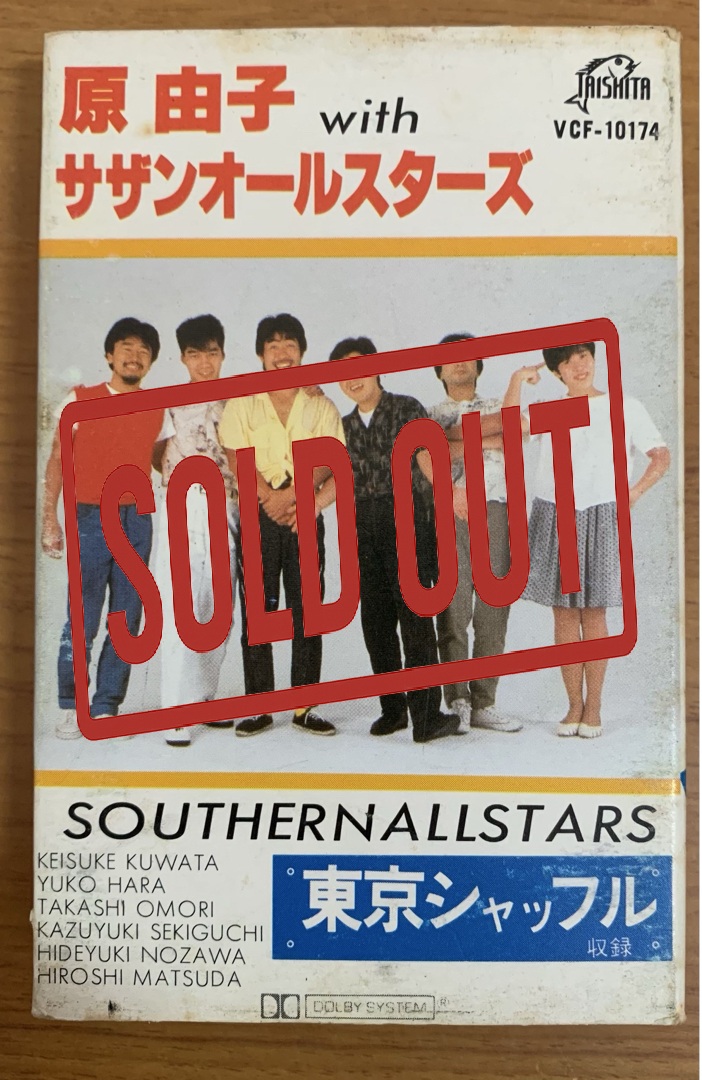 原 由子 with
サザンオールスターズ
TAISHITA
VCF-10174
SOLD OUT
SOUTHERNALLSTARS
KEISUKE KUWATA
YUKO HARA
TAKASHI OMORI
KAZUYUKI SEKIGUCHI
HIDEYUKI NOZAWA
HIROSHI MATSUDA
東京シャッフル
収録
DOLBY SYSTEM ®